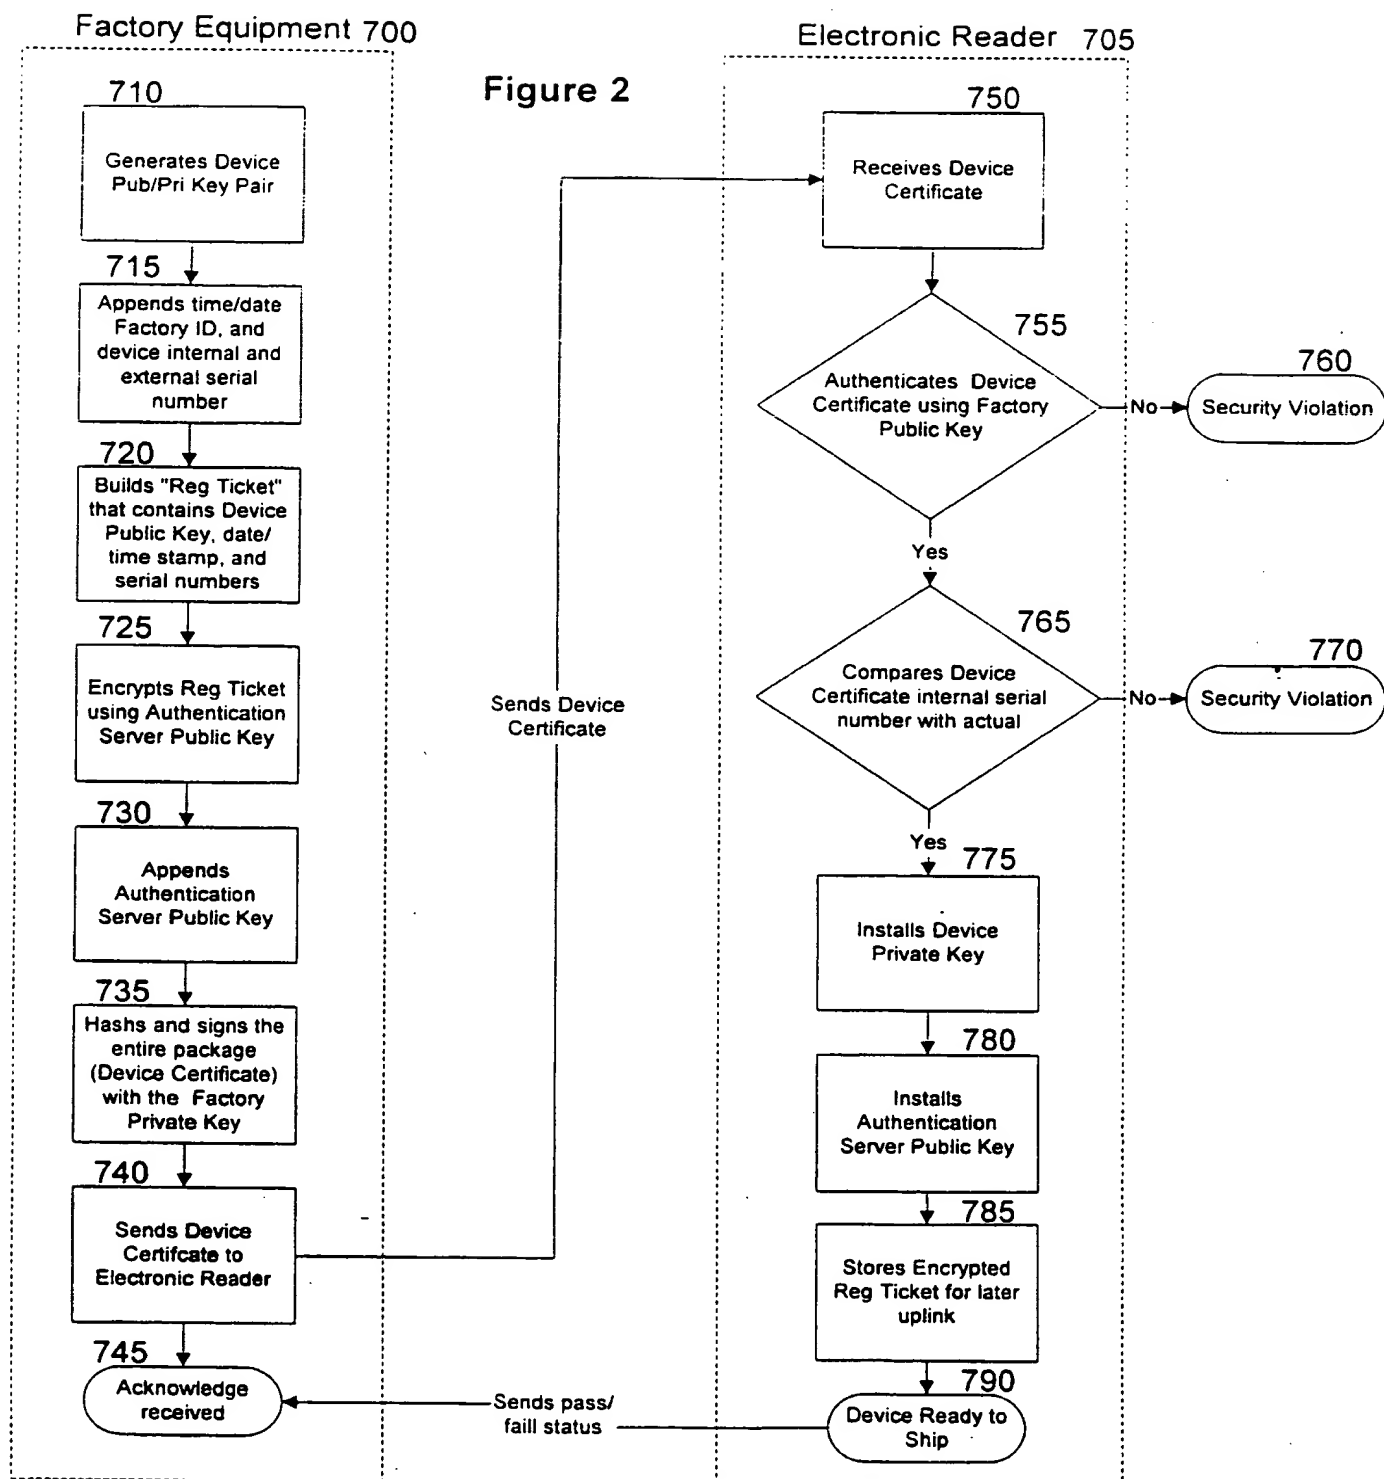 Factory Equipment 700
Figure 2
Electronic Reader 705
710
Generates Device
Pub/Pri Key Pair
715
Appends time/date
Factory ID, and
device internal and
external serial
number
720
Builds "Reg Ticket"
that contains Device
Public Key, date/
time stamp, and
serial numbers
725
Encrypts Reg Ticket
using Authentication
Server Public Key
730
Appends
Authentication
Server Public Key
735
Hashs and signs the
entire package
(Device Certificate)
with the Factory
Private Key
740
Sends Device
Certifcate to
Electronic Reader
745
Acknowledge
received
Sends Device
Certificate
750
Receives Device
Certificate
755
Authenticates Device
Certificate using Factory
Public Key
No
760
Security Violation
Yes
765
Compares Device
Certificate internal serial
number with actual
No
770
Security Violation
Yes
775
Installs Device
Private Key
780
Installs
Authentication
Server Public Key
785
Stores Encrypted
Reg Ticket for later
uplink
790
Device Ready to
Ship
Sends pass/
faill status